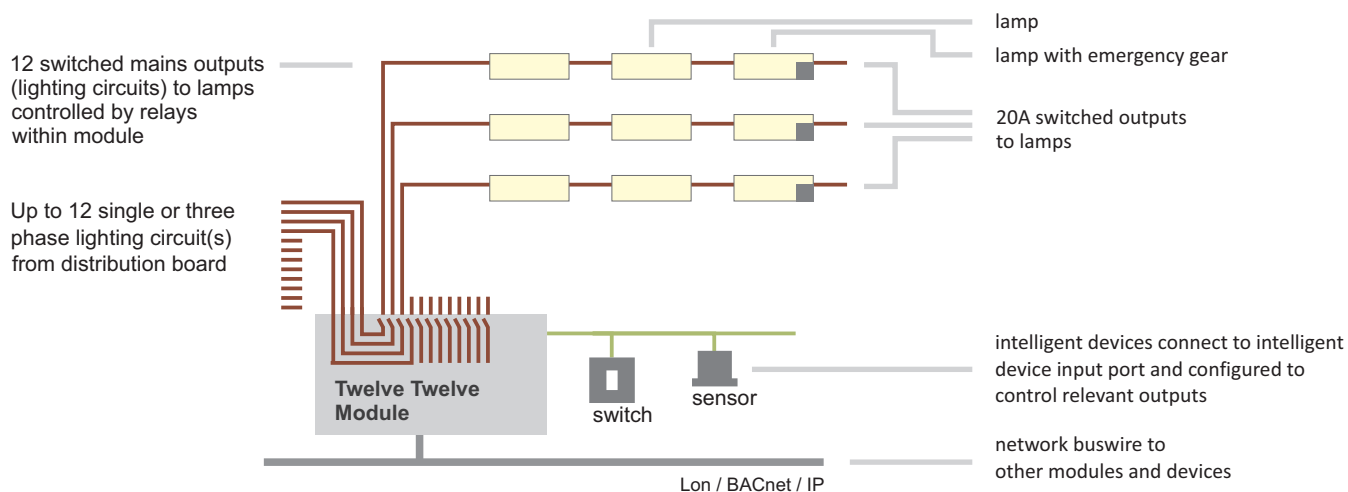 lamp
lamp with emergency gear
12 switched mains outputs
(lighting circuits) to lamps
controlled by relays
within module
20A switched outputs
to lamps
Up to 12 single or three
phase lighting circuit(s)
from distribution board
Twelve Twelve
Module
switch
sensor
intelligent devices connect to intelligent
device input port and configured to
control relevant outputs
network buswire to
other modules and devices
Lon / BACnet / IP